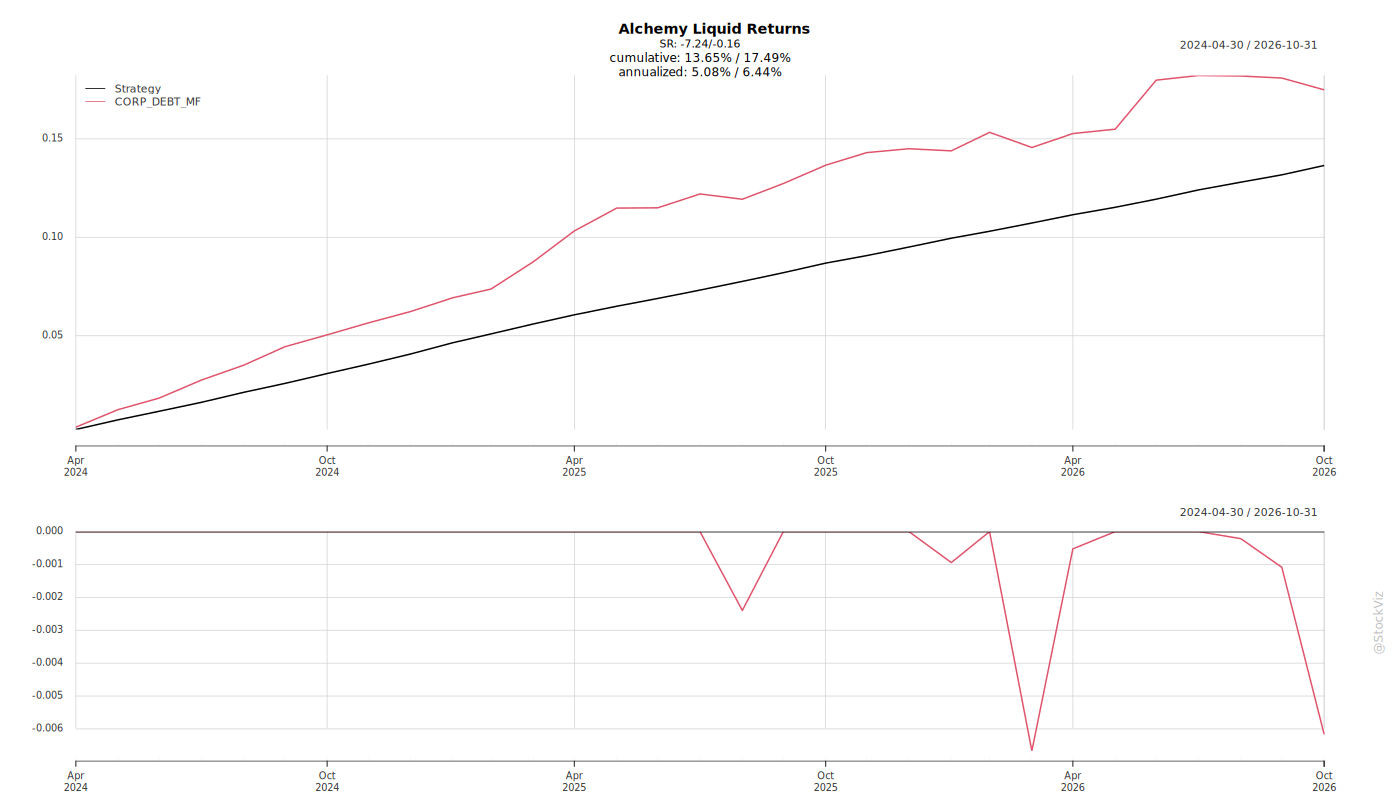 Alchemy Liquid Returns
SR: -7.24/-0.16
cumulative: 13.65% / 17.49%
annualized: 5.08% / 6.44%
2024-04-30 / 2026-10-31
Strategy
CORP_DEBT_MF
0.15
0.10
0.05
Apr
2024
Oct
2024
Apr
2025
Oct
2025
Apr
2026
Oct
2026
2024-04-30 / 2026-10-31
0.000
-0.001
-0.002
-0.003
-0.004
-0.005
-0.006
Apr
2024
Oct
2024
Apr
2025
Oct
2025
Apr
2026
Oct
2026
@StockViz